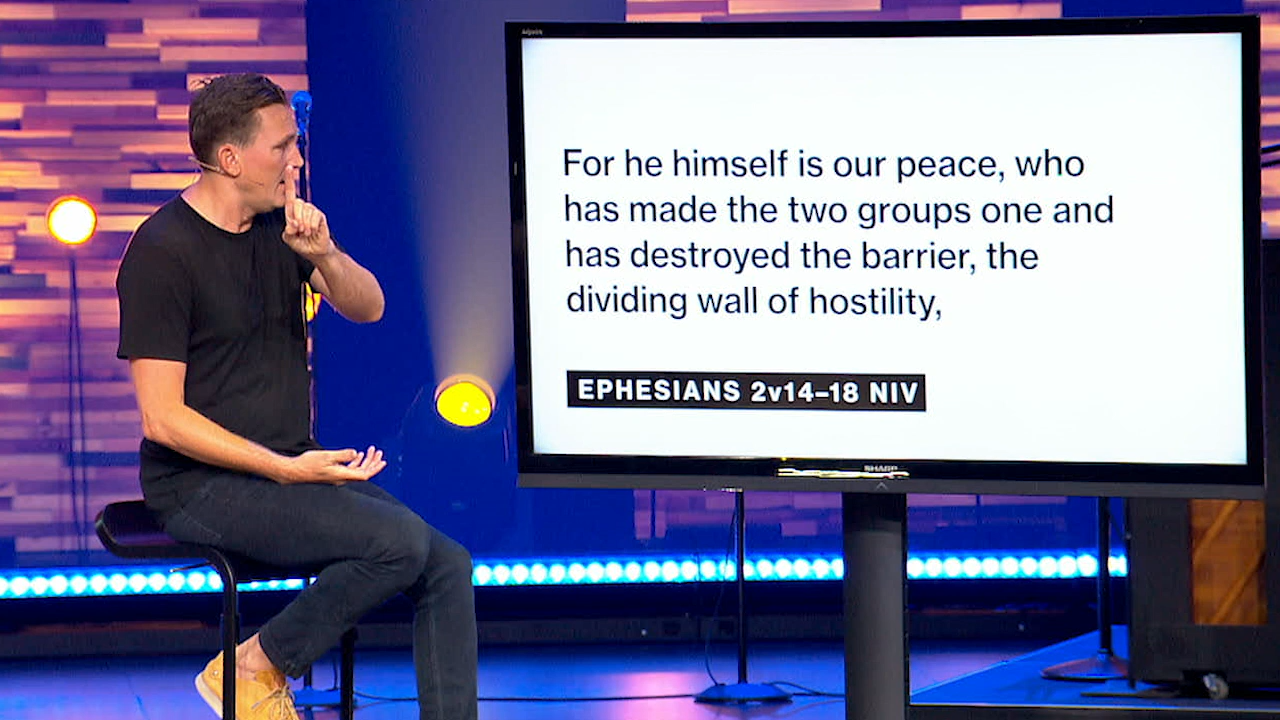 For he himself is our peace, who
has made the two groups one and
has destroyed the barrier, the
dividing wall of hostility,
EPHESIANS 2v14–18 NIV
SHARP